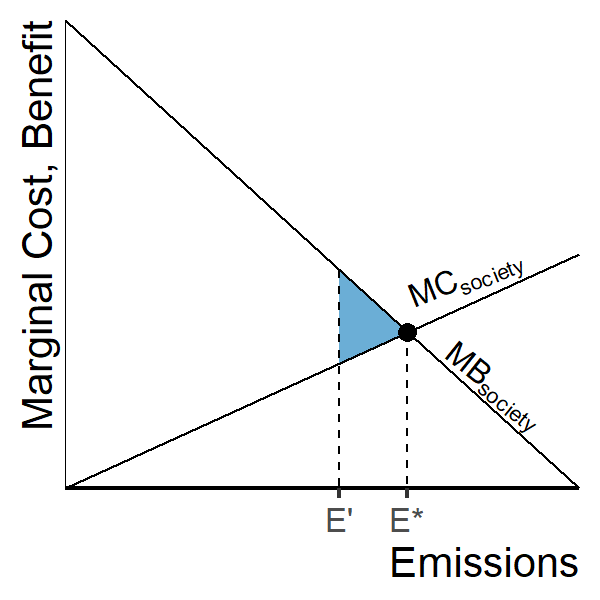 Marginal Cost, Benefit
MCsociety
MBsociety
E'
E*
Emissions